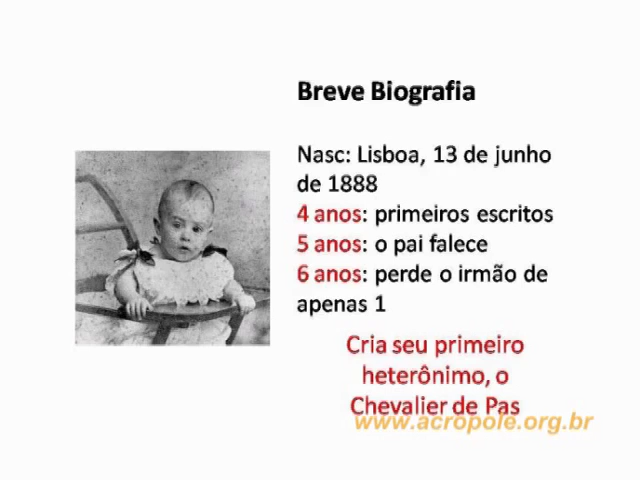 Breve Biografia
Nasc: Lisboa, 13 de junho
de 1888
4 anos: primeiros escritos
5 anos: o pai falece
6 anos: perde o irmão de
apenas 1
Cria seu primeiro
heterônimo, o
Chevalier de Pas
www.acropole.org.br